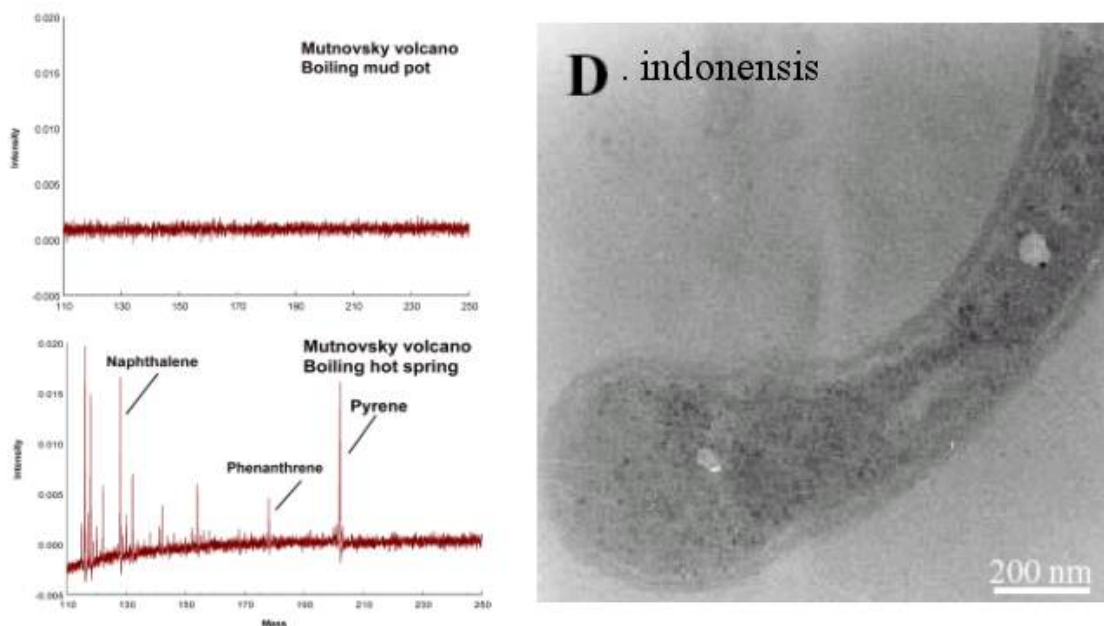 0.020
Mutnovsky volcano
Boiling mud pot
0.015
Intensity
0.010
0.005
0.000
-0.005
110 130 150 170 190 210 230 250
0.020
Mutnovsky volcano
Boiling hot spring
Naphthalene
Pyrene
0.015
Intensity
0.010
Phenanthrene
0.005
0.000
-0.005
110 130 150 170 190 210 230 250
Mass
D . indonensis
200 nm